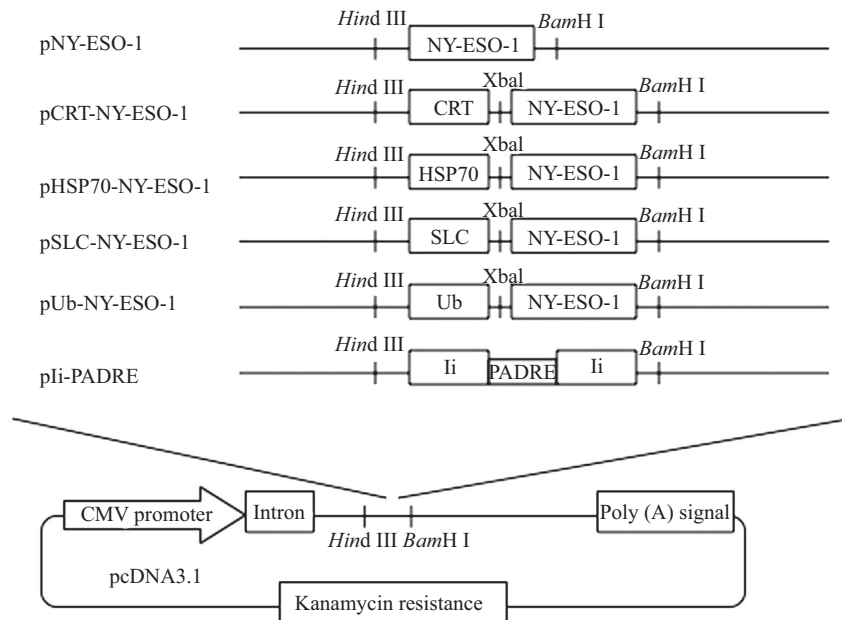 pNY-ESO-1
Hind III
BamH I
NY-ESO-1
pCRT-NY-ESO-1
Hind III
XbaI
BamH I
CRT
NY-ESO-1
pHSP70-NY-ESO-1
Hind III
XbaI
BamH I
HSP70
NY-ESO-1
pSLC-NY-ESO-1
Hind III
XbaI
BamH I
SLC
NY-ESO-1
pUb-NY-ESO-1
Hind III
XbaI
BamH I
Ub
NY-ESO-1
pIi-PADRE
Hind III
BamH I
Ii
PADRE
Ii
CMV promoter
Intron
Poly (A) signal
Hind III BamH I
pcDNA3.1
Kanamycin resistance